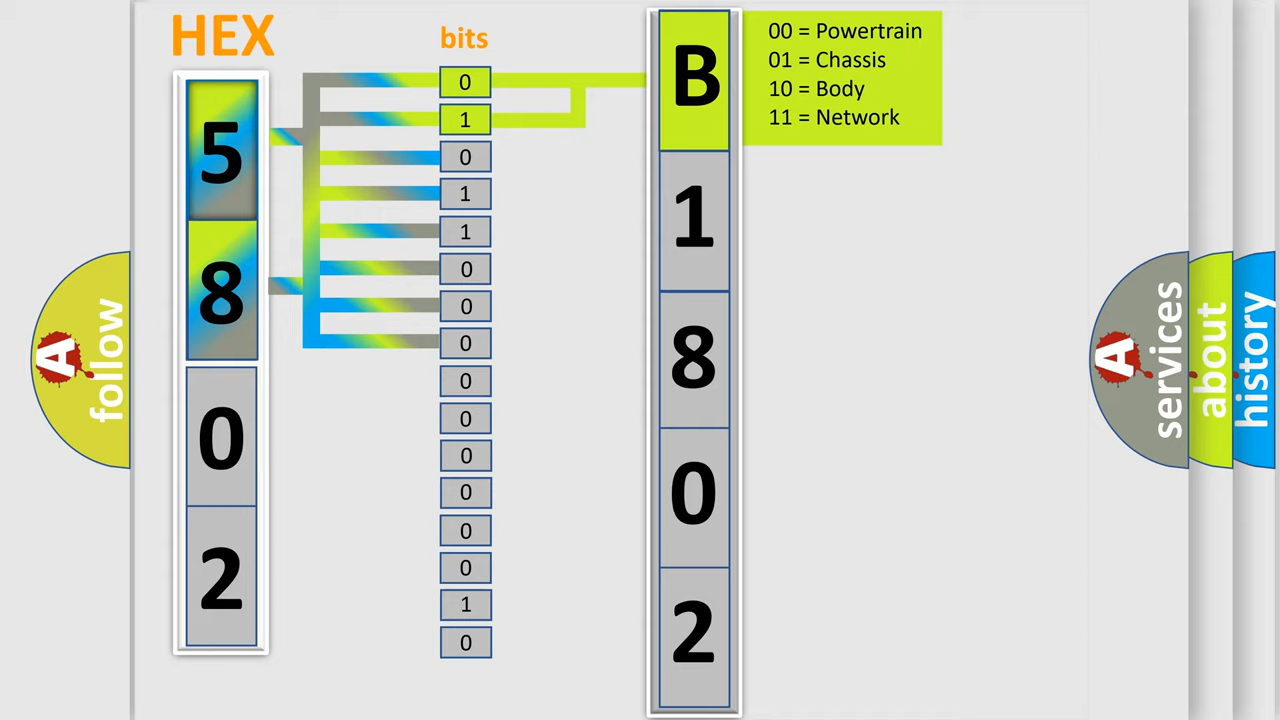 HEX
bits
5
8
0
2
0
1
0
1
1
0
0
0
0
0
0
0
0
0
1
0
B
1
8
0
2
00 = Powertrain
01 = Chassis
10 = Body
11 = Network
A follow
A services
about
history